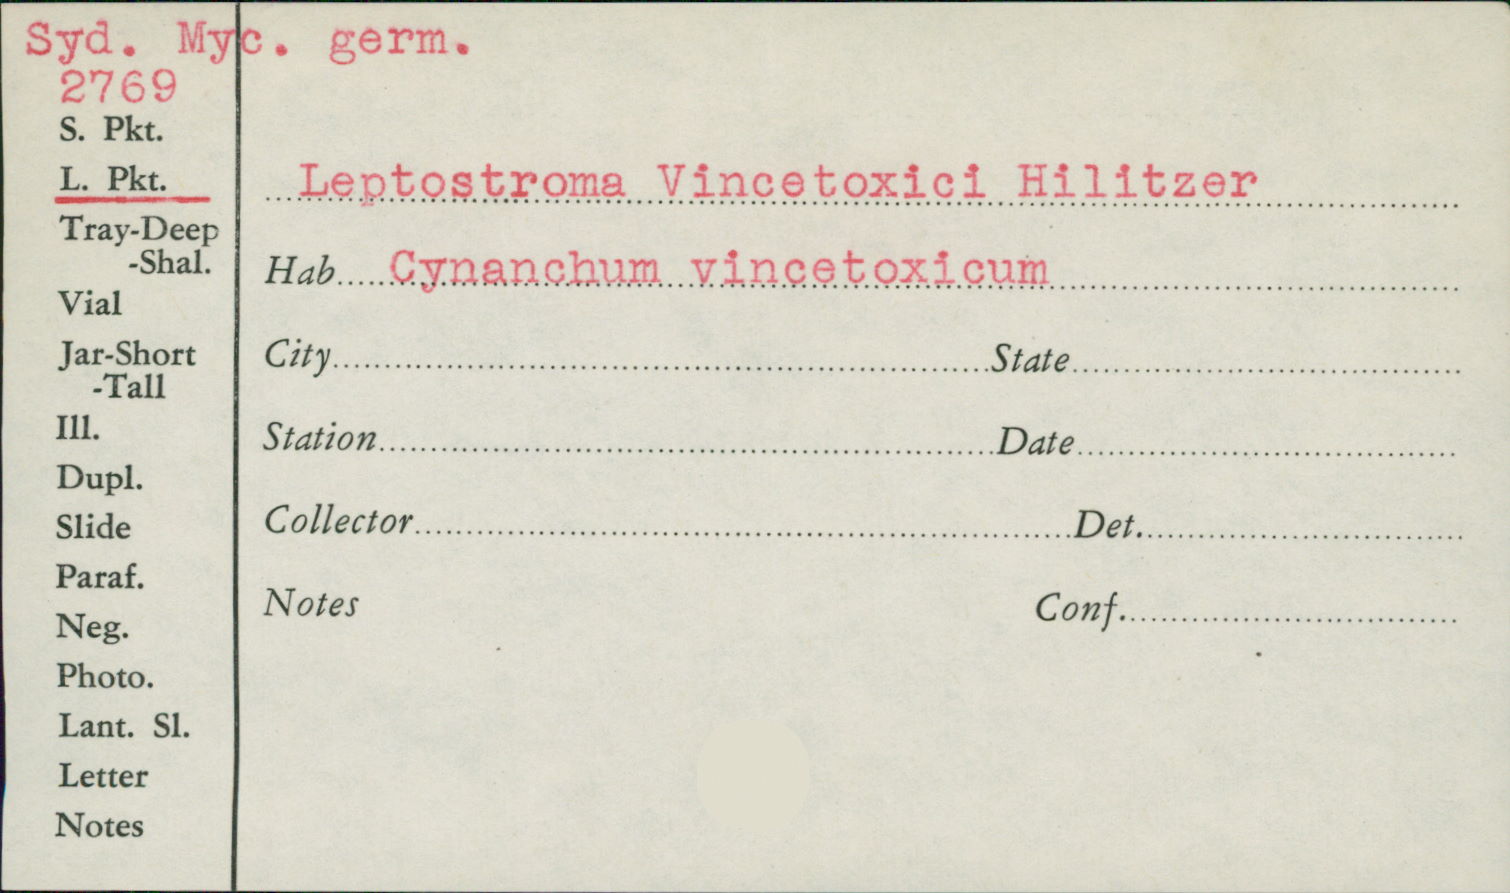 Syd. Myc. germ.
2769
S. Pkt.
L. Pkt.
Tray-Deep
-Shal.
Vial
Jar-Short
-Tall
Ill.
Dupl.
Slide
Paraf.
Neg.
Photo.
Lant. Sl.
Letter
Notes
Leptostroma Vincetoxici Hilitzer
Hab....Cynanchum vincetoxicum
City State
Station Date
Collector Det.
Notes Conf.